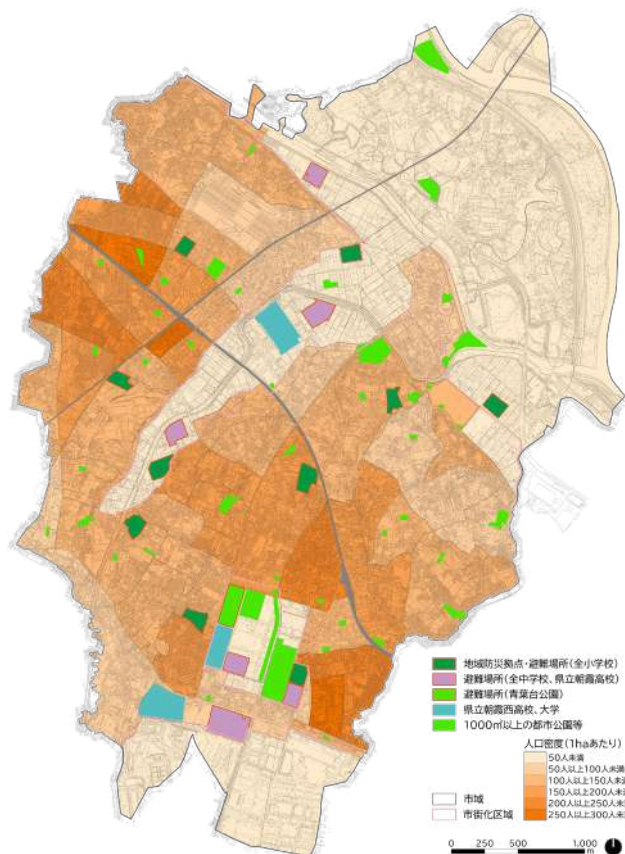 地域防災拠点・避難場所(全小学校)
避難場所(全中学校、県立朝霞高校)
避難場所(青葉台公園)
県立朝霞西高校、大学
1000㎡以上の都市公園等
人口密度(1haあたり)
50人未満
50人以上100人未満
100人以上150人未満
150人以上200人未満
200人以上250人未満
250人以上300人未満
市域
市街化区域
0 250 500 1,000
m